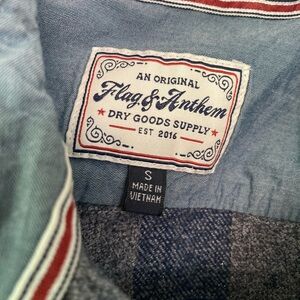 AN ORIGINAL
Flag & Anthem
DRY GOODS SUPPLY
EST 2016
S
MADE IN
VIETNAM